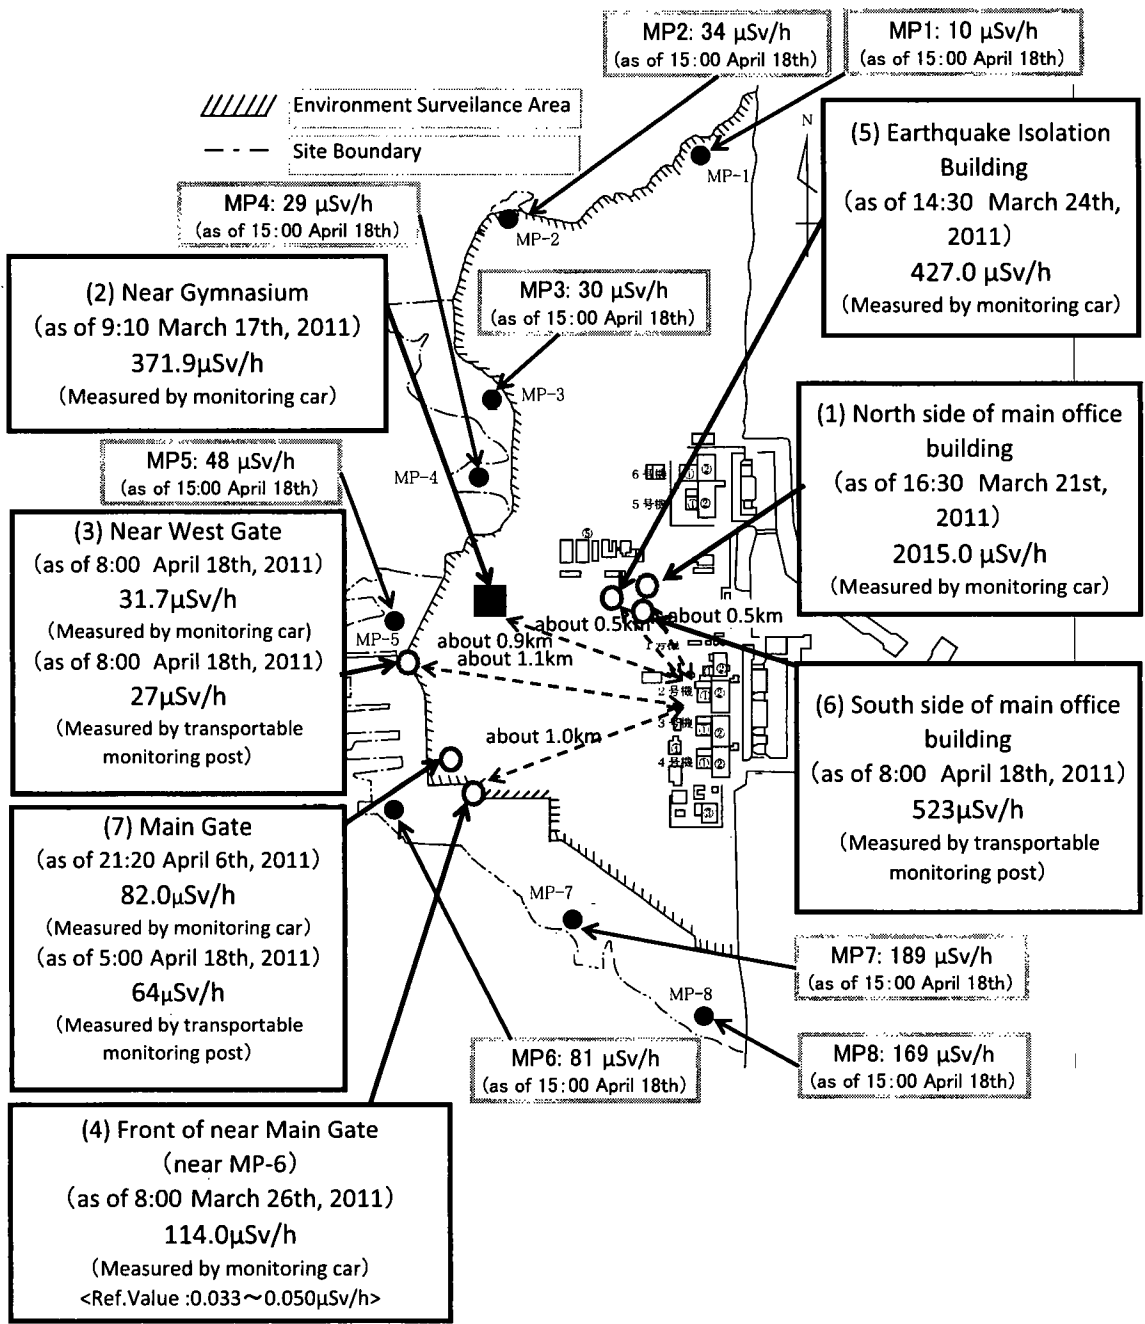 MP2: 34 μSv/h
(as of 15:00 April 18th)
MP1: 10 μSv/h
(as of 15:00 April 18th)
Environment Surveilance Area
Site Boundary
N
MP-1
MP-2
MP4: 29 μSv/h
(as of 15:00 April 18th)
(5) Earthquake Isolation
Building
(as of 14:30 March 24th,
2011)
427.0 μSv/h
(Measured by monitoring car)
(2) Near Gymnasium
(as of 9:10 March 17th, 2011)
371.9μSv/h
(Measured by monitoring car)
MP3: 30 μSv/h
(as of 15:00 April 18th)
MP-3
(1) North side of main office
building
(as of 16:30 March 21st,
2011)
2015.0 μSv/h
(Measured by monitoring car)
MP5: 48 μSv/h
(as of 15:00 April 18th)
MP-4
6号機
① ②
5号機
① ②
⑤
(3) Near West Gate
(as of 8:00 April 18th, 2011)
31.7μSv/h
(Measured by monitoring car)
(as of 8:00 April 18th, 2011)
27μSv/h
(Measured by transportable
monitoring post)
MP-5
about 0.5km
about 0.5km
about 0.9km
about 1.1km
about 1.0km
②
2号機
① ②
3号機
① ②
4号機
① ②
(6) South side of main office
building
(as of 8:00 April 18th, 2011)
523μSv/h
(Measured by transportable
monitoring post)
(7) Main Gate
(as of 21:20 April 6th, 2011)
82.0μSv/h
(Measured by monitoring car)
(as of 5:00 April 18th, 2011)
64μSv/h
(Measured by transportable
monitoring post)
MP-7
MP7: 189 μSv/h
(as of 15:00 April 18th)
MP-8
MP6: 81 μSv/h
(as of 15:00 April 18th)
MP8: 169 μSv/h
(as of 15:00 April 18th)
(4) Front of near Main Gate
(near MP-6)
(as of 8:00 March 26th, 2011)
114.0μSv/h
(Measured by monitoring car)
<Ref.Value :0.033～0.050μSv/h>